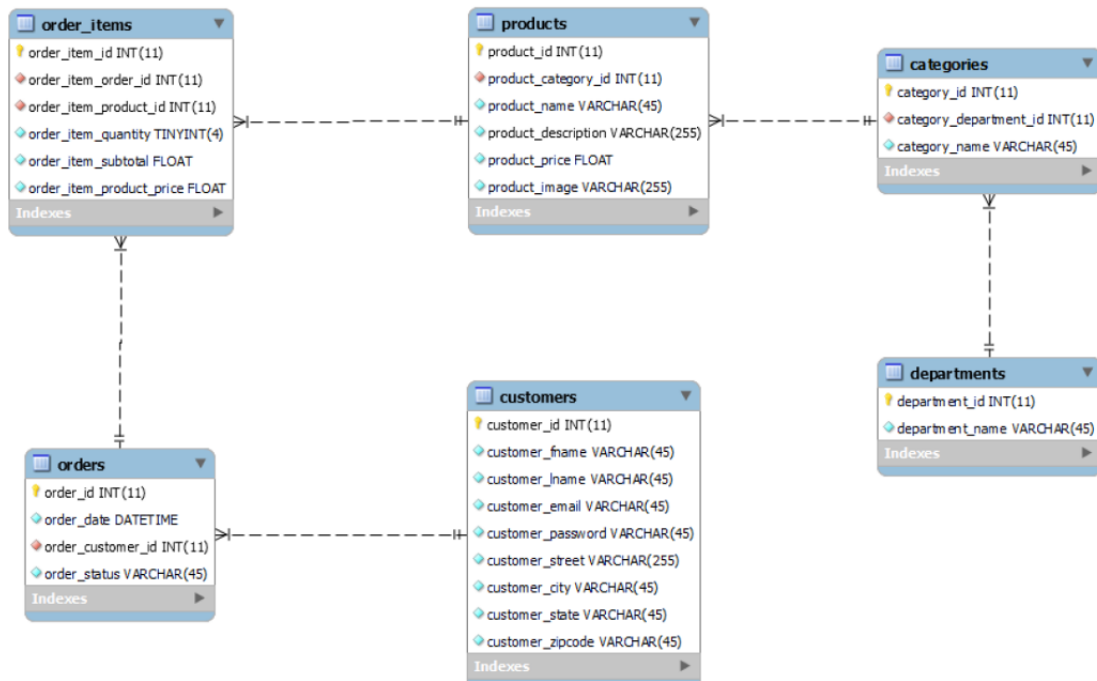 order_items
order_item_id INT(11)
order_item_order_id INT(11)
order_item_product_id INT(11)
order_item_quantity TINYINT(4)
order_item_subtotal FLOAT
order_item_product_price FLOAT
Indexes
products
product_id INT(11)
product_category_id INT(11)
product_name VARCHAR(45)
product_description VARCHAR(255)
product_price FLOAT
product_image VARCHAR(255)
Indexes
categories
category_id INT(11)
category_department_id INT(11)
category_name VARCHAR(45)
Indexes
departments
department_id INT(11)
department_name VARCHAR(45)
Indexes
customers
customer_id INT(11)
customer_fname VARCHAR(45)
customer_lname VARCHAR(45)
customer_email VARCHAR(45)
customer_password VARCHAR(45)
customer_street VARCHAR(255)
customer_city VARCHAR(45)
customer_state VARCHAR(45)
customer_zipcode VARCHAR(45)
Indexes
orders
order_id INT(11)
order_date DATETIME
order_customer_id INT(11)
order_status VARCHAR(45)
Indexes